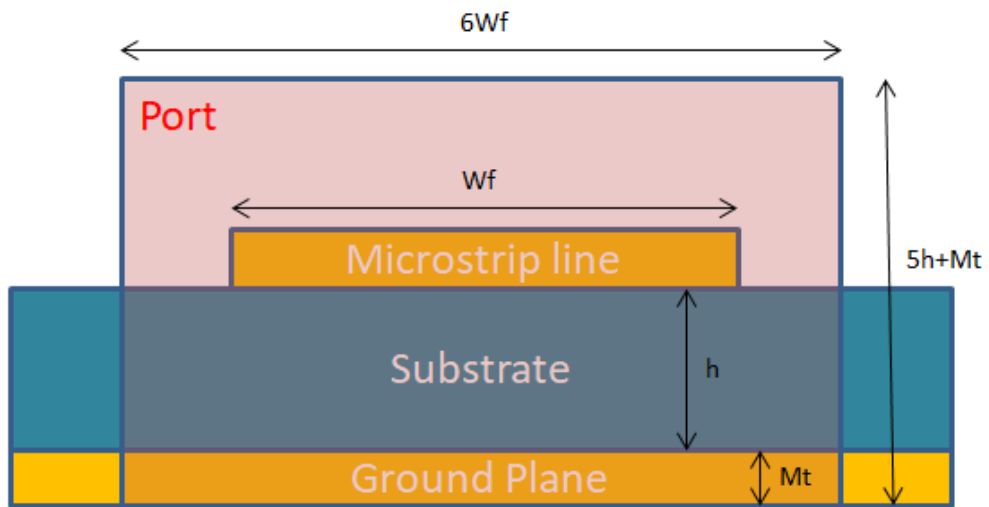 6Wf
Port
Wf
Microstrip line
5h+Mt
Substrate
h
Ground Plane
Mt